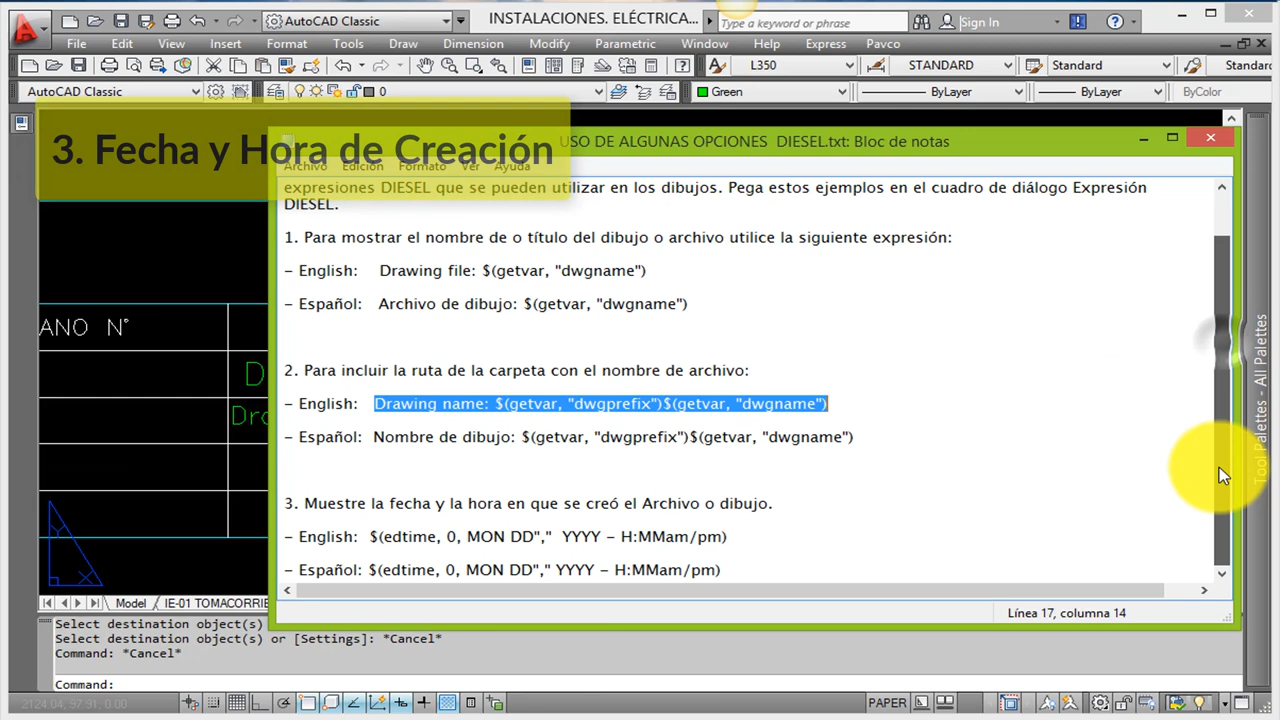 AutoCAD Classic
INSTALACIONES. ELÉCTRICA...
Type a keyword or phrase
Sign In
File Edit View Insert Format Tools Draw Dimension Modify Parametric Window Help Express Pavco
L350 STANDARD Standard Standard
AutoCAD Classic 0 Green ByLayer ByLayer ByColor
3. Fecha y Hora de Creación
USO DE ALGUNAS OPCIONES DIESEL.txt: Bloc de notas
Archivo Edición Formato Ver Ayuda
expresiones DIESEL que se pueden utilizar en los dibujos. Pega estos ejemplos en el cuadro de diálogo Expresión
DIESEL.
1. Para mostrar el nombre de o título del dibujo o archivo utilice la siguiente expresión:
- English: Drawing file: $(getvar, "dwgname")
- Español: Archivo de dibujo: $(getvar, "dwgname")
2. Para incluir la ruta de la carpeta con el nombre de archivo:
- English: Drawing name: $(getvar, "dwgprefix")$(getvar, "dwgname")
- Español: Nombre de dibujo: $(getvar, "dwgprefix")$(getvar, "dwgname")
3. Muestre la fecha y la hora en que se creó el Archivo o dibujo.
- English: $(edtime, 0, MON DD"," YYYY - H:MMam/pm)
- Español: $(edtime, 0, MON DD"," YYYY - H:MMam/pm)
Línea 17, columna 14
ANO N°
D
Dro
Y
X
Tool Palettes - All Palettes
Model IE-01 TOMACORRIE
Select destination object(s)
Select destination object(s) or [Settings]: *Cancel*
Command: *Cancel*
Command:
2124.04, 97.91, 0.00
PAPER